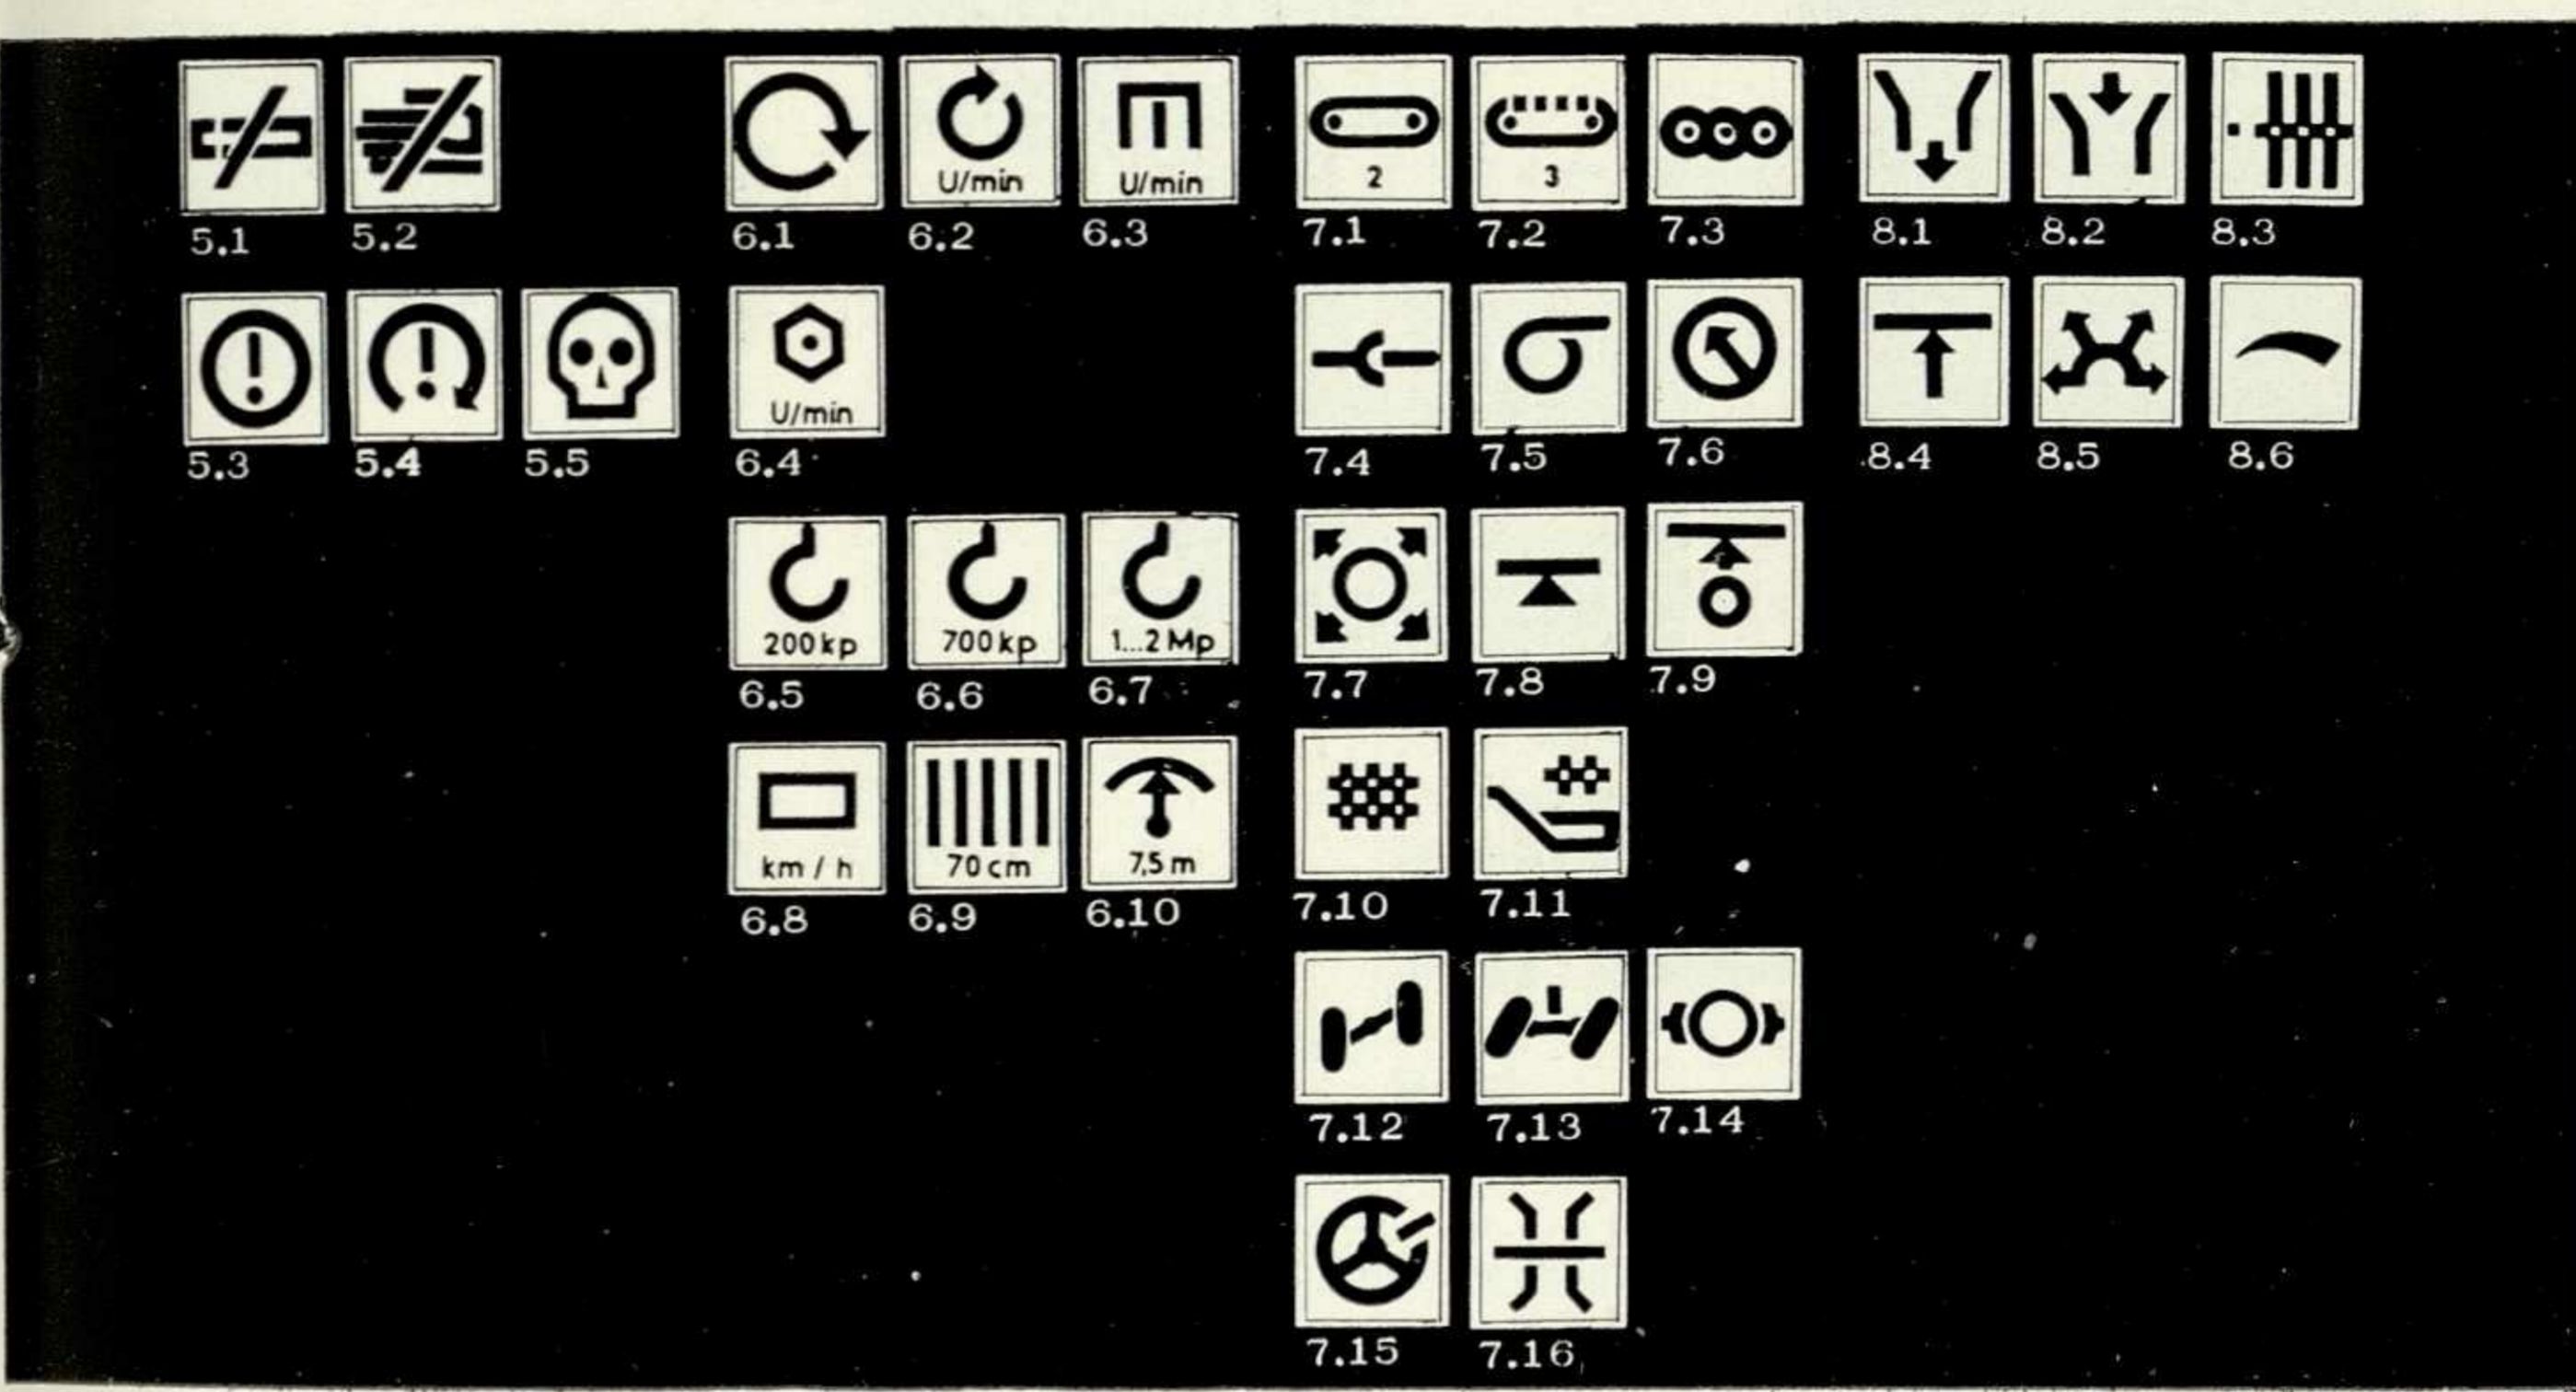 5.1 5.2 6.1 U/min 6.2 U/min 6.3 2 7.1 3 7.2 7.3 8.1 8.2 8.3
5.3 5.4 5.5 U/min 6.4 7.4 7.5 7.6 8.4 8.5 8.6
200 kp 6.5 700 kp 6.6 1...2 Mp 6.7 7.7 7.8 7.9
km / h 6.8 70 cm 6.9 7,5 m 6.10 7.10 7.11
7.12 7.13 7.14
7.15 7.16